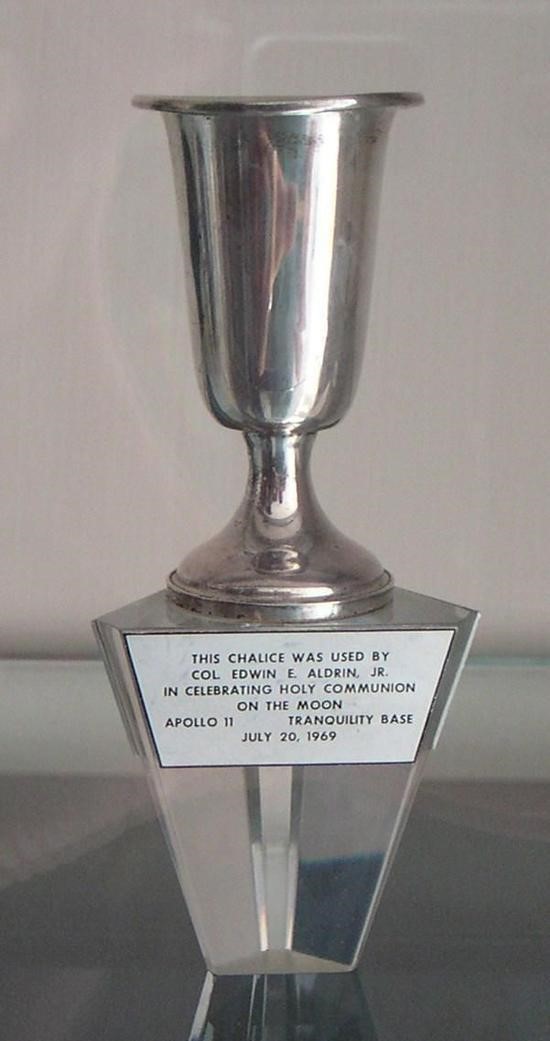 THIS CHALICE WAS USED BY
COL. EDWIN E. ALDRIN, JR.
IN CELEBRATING HOLY COMMUNION
ON THE MOON
APOLLO 11 TRANQUILITY BASE
JULY 20, 1969